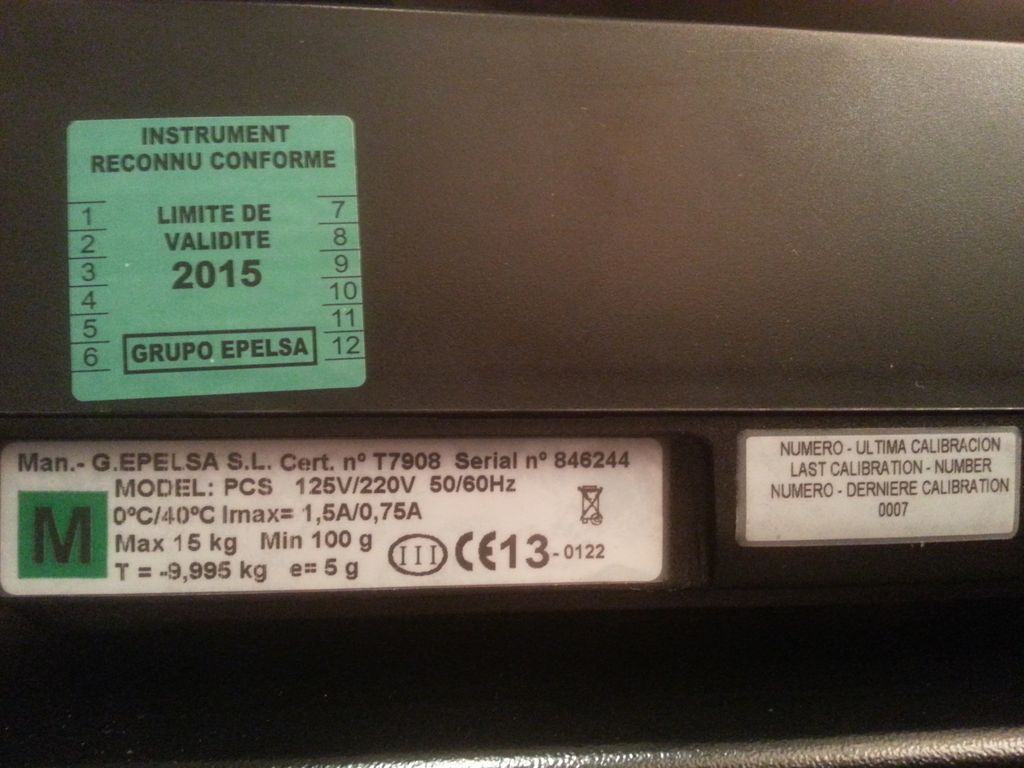 INSTRUMENT
RECONNU CONFORME
LIMITE DE
VALIDITE
2015
1
2
3
4
5
6
7
8
9
10
11
12
GRUPO EPELSA
Man.- G.EPELSA S.L. Cert. nº T7908 Serial nº 846244
MODEL: PCS 125V/220V 50/60Hz
0ºC/40ºC Imax= 1,5A/0,75A
Max 15 kg Min 100 g
T = -9,995 kg e= 5 g
M
III CE 13 - 0122
NUMERO - ULTIMA CALIBRACION
LAST CALIBRATION - NUMBER
NUMERO - DERNIERE CALIBRATION
0007